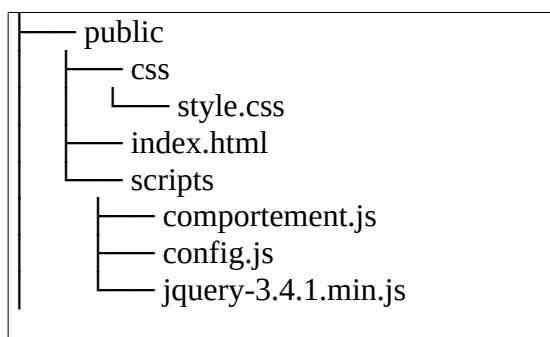 public
css
style.css
index.html
scripts
comportement.js
config.js
jquery-3.4.1.min.js